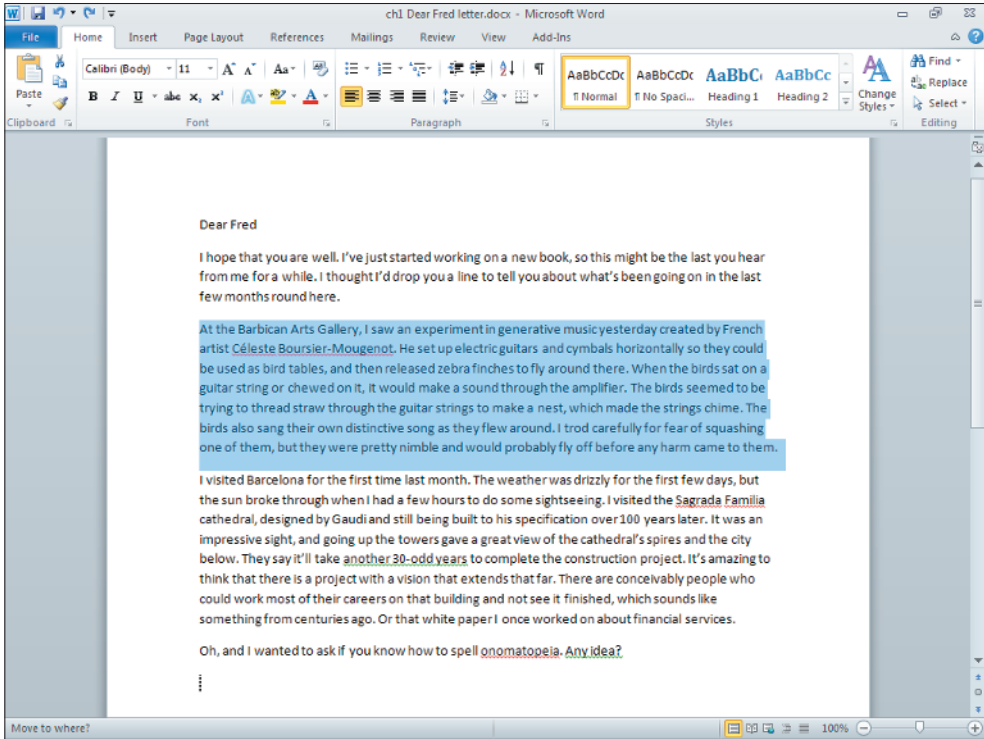 ch1 Dear Fred letter.docx - Microsoft Word
File Home Insert Page Layout References Mailings Review View Add-Ins
Paste
Calibri (Body) 11 A A Aa
B I U abc x, x²
AaBbCcDc AaBbCcDc AaBbC AaBbCc
¶ Normal ¶ No Spaci... Heading 1 Heading 2
Change Styles
Find
Replace
Select
Clipboard Font Paragraph Styles Editing
Dear Fred
I hope that you are well. I've just started working on a new book, so this might be the last you hear
from me for a while. I thought I'd drop you a line to tell you about what's been going on in the last
few months round here.
At the Barbican Arts Gallery, I saw an experiment in generative music yesterday created by French
artist Céleste Boursier-Mougenot. He set up electric guitars and cymbals horizontally so they could
be used as bird tables, and then released zebra finches to fly around there. When the birds sat on a
guitar string or chewed on it, it would make a sound through the amplifier. The birds seemed to be
trying to thread straw through the guitar strings to make a nest, which made the strings chime. The
birds also sang their own distinctive song as they flew around. I trod carefully for fear of squashing
one of them, but they were pretty nimble and would probably fly off before any harm came to them.
I visited Barcelona for the first time last month. The weather was drizzly for the first few days, but
the sun broke through when I had a few hours to do some sightseeing. I visited the Sagrada Familia
cathedral, designed by Gaudi and still being built to his specification over 100 years later. It was an
impressive sight, and going up the towers gave a great view of the cathedral's spires and the city
below. They say it'll take another 30-odd years to complete the construction project. It's amazing to
think that there is a project with a vision that extends that far. There are conceivably people who
could work most of their careers on that building and not see it finished, which sounds like
something from centuries ago. Or that white paper I once worked on about financial services.
Oh, and I wanted to ask if you know how to spell onomatopeia. Any idea?
Move to where?
100%